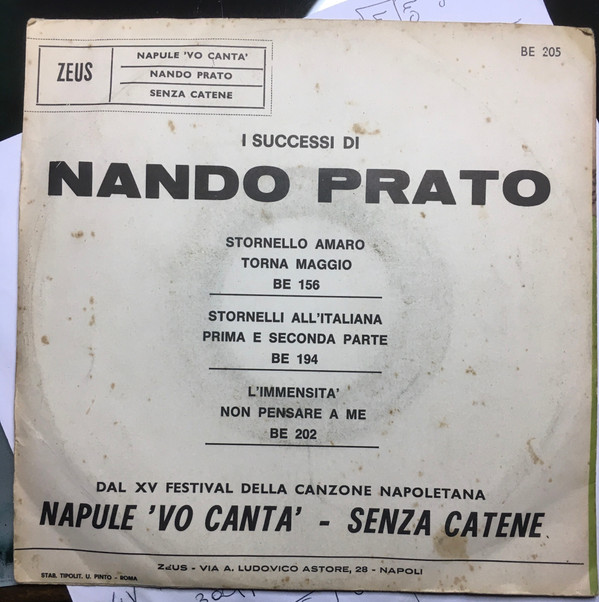 BE 205
ZEUS
NAPULE 'VO CANTA'
NANDO PRATO
SENZA CATENE
I SUCCESSI DI
NANDO PRATO
STORNELLO AMARO
TORNA MAGGIO
BE 156
STORNELLI ALL'ITALIANA
PRIMA E SECONDA PARTE
BE 194
L'IMMENSITA'
NON PENSARE A ME
BE 202
DAL XV FESTIVAL DELLA CANZONE NAPOLETANA
NAPULE 'VO CANTA' - SENZA CATENE
ZEUS - VIA A. LUDOVICO ASTORE, 28 - NAPOLI
STAB. TIPOLIT. U. PINTO - ROMA